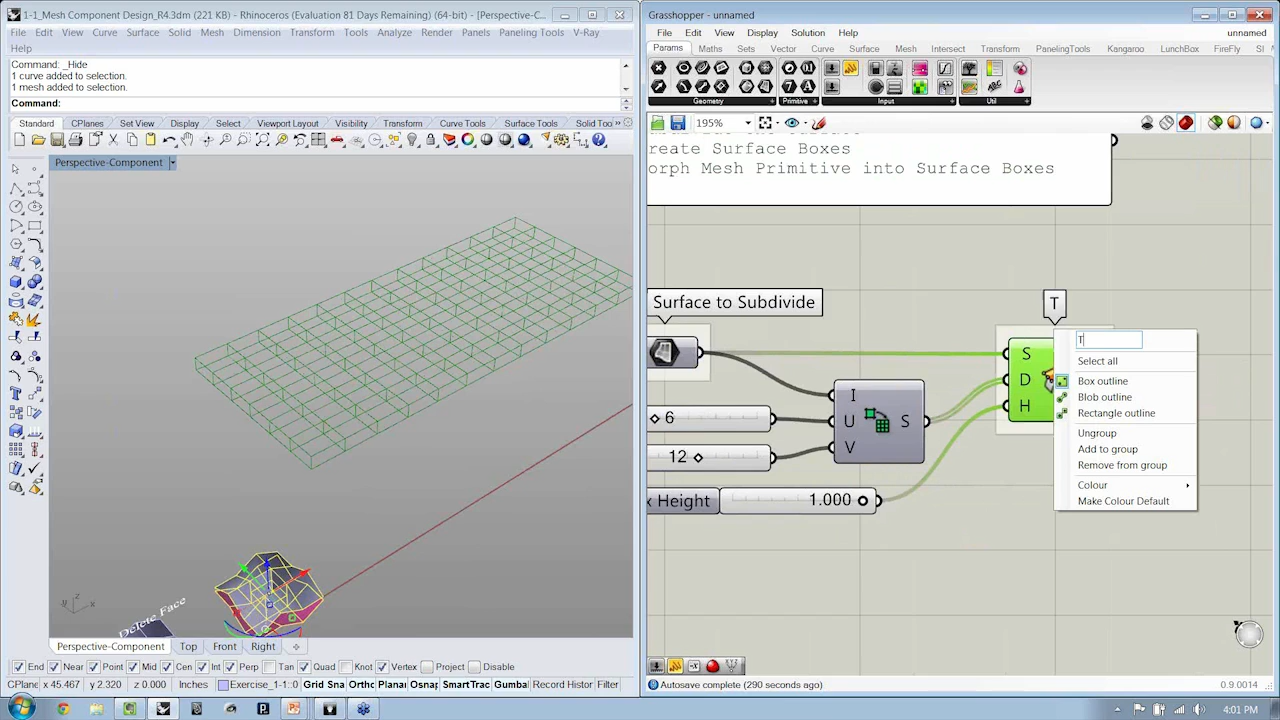 1-1_Mesh Component Design_R4.3dm (221 KB) - Rhinoceros (Evaluation 81 Days Remaining) (64-bit) - [Perspective-C...
File Edit View Curve Surface Solid Mesh Dimension Transform Tools Analyze Render Panels Paneling Tools V-Ray
Help
Command: _Hide
1 curve added to selection.
1 mesh added to selection.
Command:
Standard CPlanes Set View Display Select Viewport Layout Visibility Transform Curve Tools Surface Tools Solid Too
Perspective-Component
Delete Face
z
x
Perspective-Component Top Front Right
End Near Point Mid Cen Int Perp Tan Quad Knot Vertex Project Disable
CPlane x 45.467 y 2.320 z 0.000 Inches Exercise_1-1: Grid Sna Ortho Planar Osnap SmartTrac Gumba Record Histor Filter
Grasshopper - unnamed
File Edit View Display Solution Help unnamed
Params Maths Sets Vector Curve Surface Mesh Intersect Transform PanelingTools Kangaroo LunchBox FireFly
Geometry Primitive Input Util
195%
reate Surface Boxes
orph Mesh Primitive into Surface Boxes
Surface to Subdivide
T
6
12
I
U S
V
x Height 1.000
S
D
H
T
Select all
Box outline
Blob outline
Rectangle outline
Ungroup
Add to group
Remove from group
Colour
Make Colour Default
Autosave complete (290 seconds ago) 0.9.0014
4:01 PM